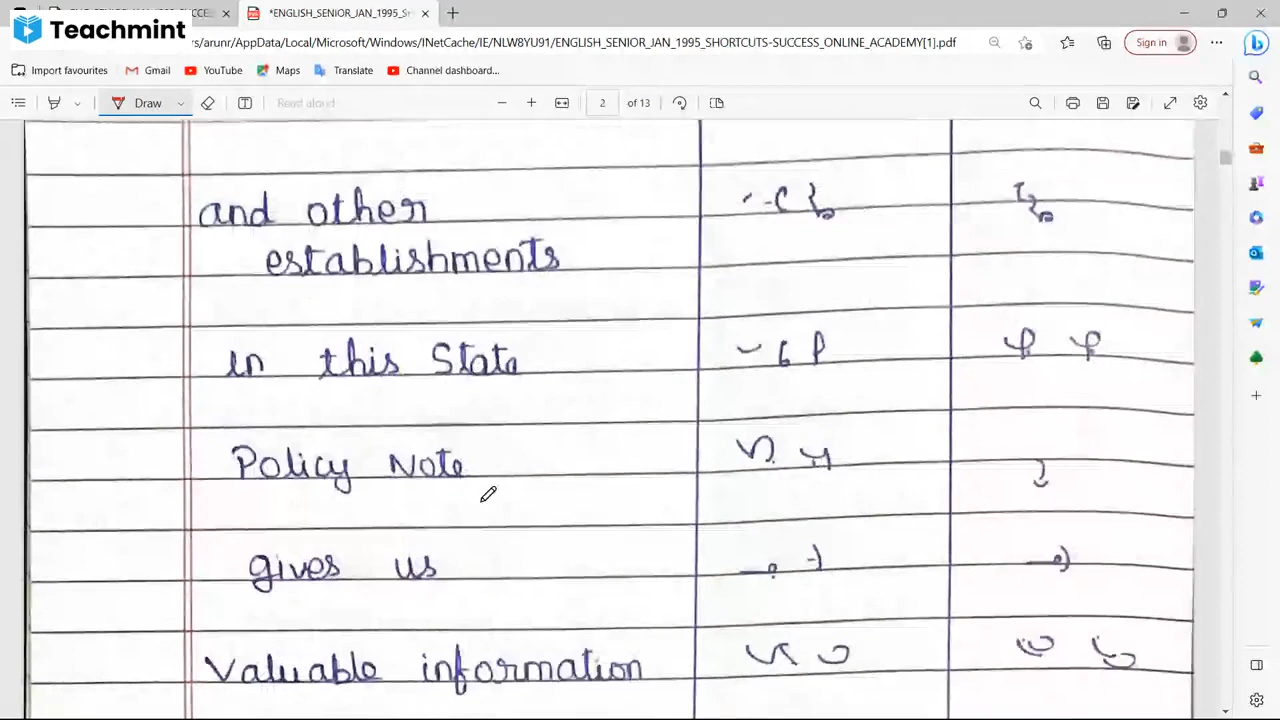 ENGLISH_SENIOR_JAN_1995_S
Teachmint
s/arunr/AppData/Local/Microsoft/Windows/INetCache/IE/NLW8YU91/ENGLISH_SENIOR_JAN_1995_SHORTCUTS-SUCCESS_ONLINE_ACADEMY[1].pdf
Sign in
Import favourites
Gmail
YouTube
Maps
Translate
Channel dashboard...
Draw
Read aloud
2
of 13
and other
establishments
in this State
Policy Note
gives us
Valuable information